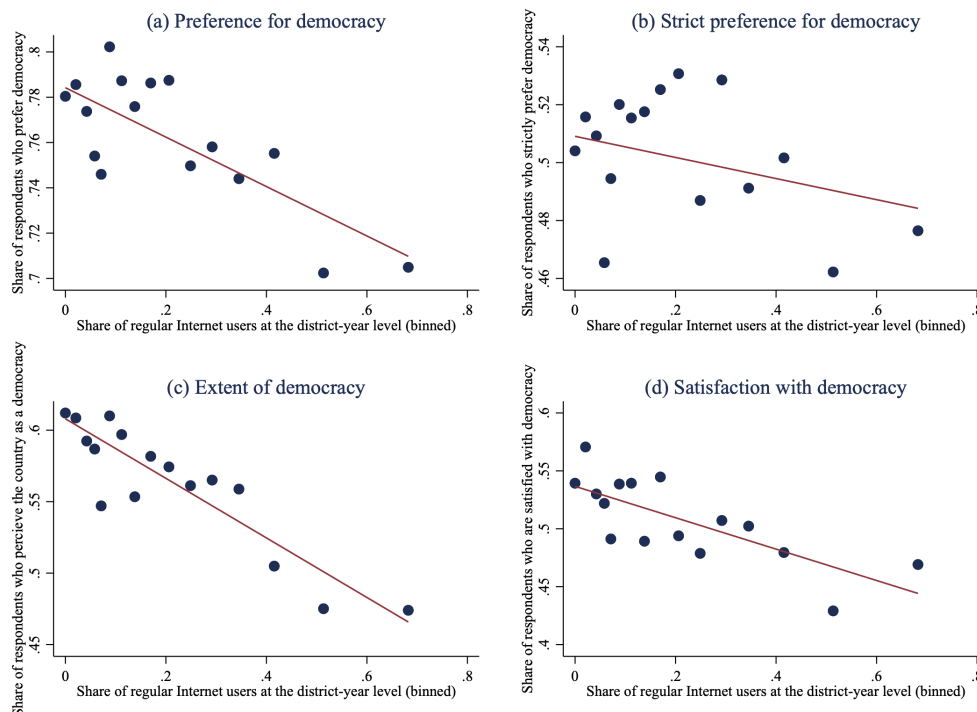 (a) Preference for democracy
Share of respondents who prefer democracy
.8
.78
.76
.74
.72
.7
0 .2 .4 .6 .8
Share of regular Internet users at the district-year level (binned)
(b) Strict preference for democracy
Share of respondents who strictly prefer democracy
.54
.52
.5
.48
.46
0 .2 .4 .6 .8
Share of regular Internet users at the district-year level (binned)
(c) Extent of democracy
Share of respondents who percieve the country as a democracy
.6
.55
.5
.45
0 .2 .4 .6 .8
Share of regular Internet users at the district-year level (binned)
(d) Satisfaction with democracy
Share of respondents who are satisfied with democracy
.6
.55
.5
.45
.4
0 .2 .4 .6 .8
Share of regular Internet users at the district-year level (binned)